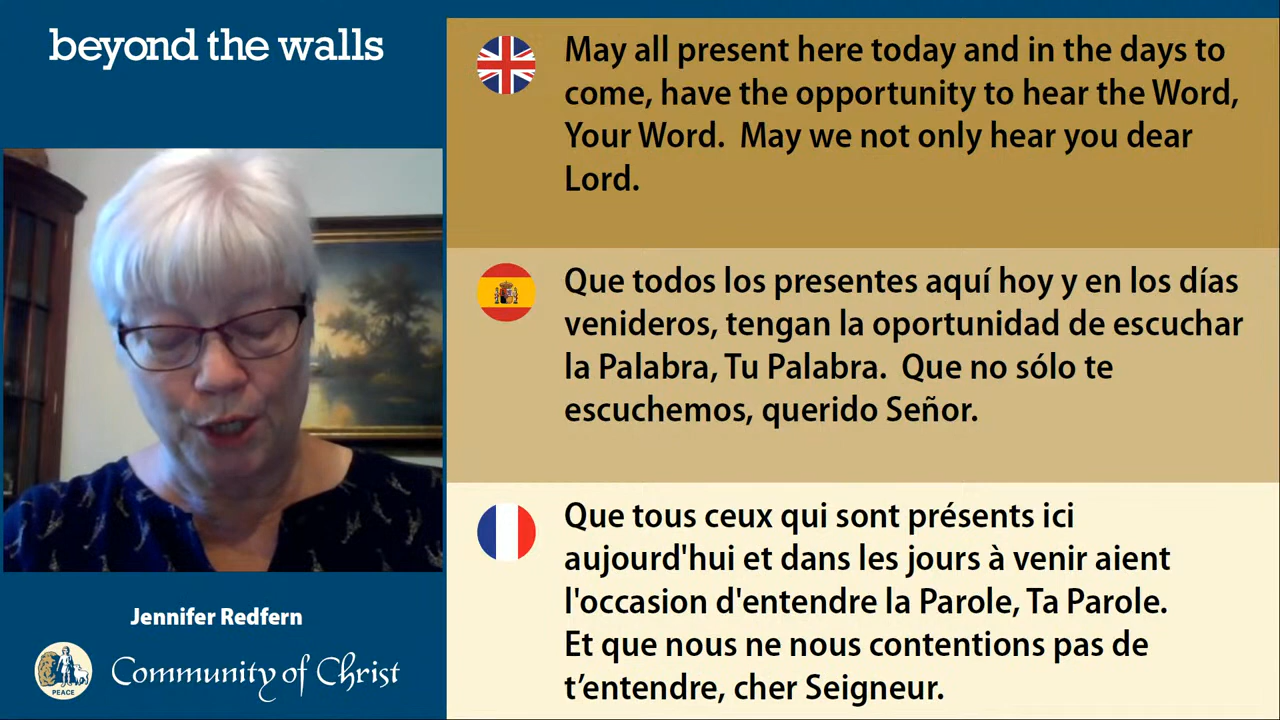 beyond the walls
May all present here today and in the days to
come, have the opportunity to hear the Word,
Your Word.  May we not only hear you dear
Lord.
Que todos los presentes aquí hoy y en los días
venideros, tengan la oportunidad de escuchar
la Palabra, Tu Palabra.  Que no sólo te
escuchemos, querido Señor.
Que tous ceux qui sont présents ici
aujourd'hui et dans les jours à venir aient
l'occasion d'entendre la Parole, Ta Parole.
Et que nous ne nous contentions pas de
t’entendre, cher Seigneur.
Jennifer Redfern
PEACE
Community of Christ